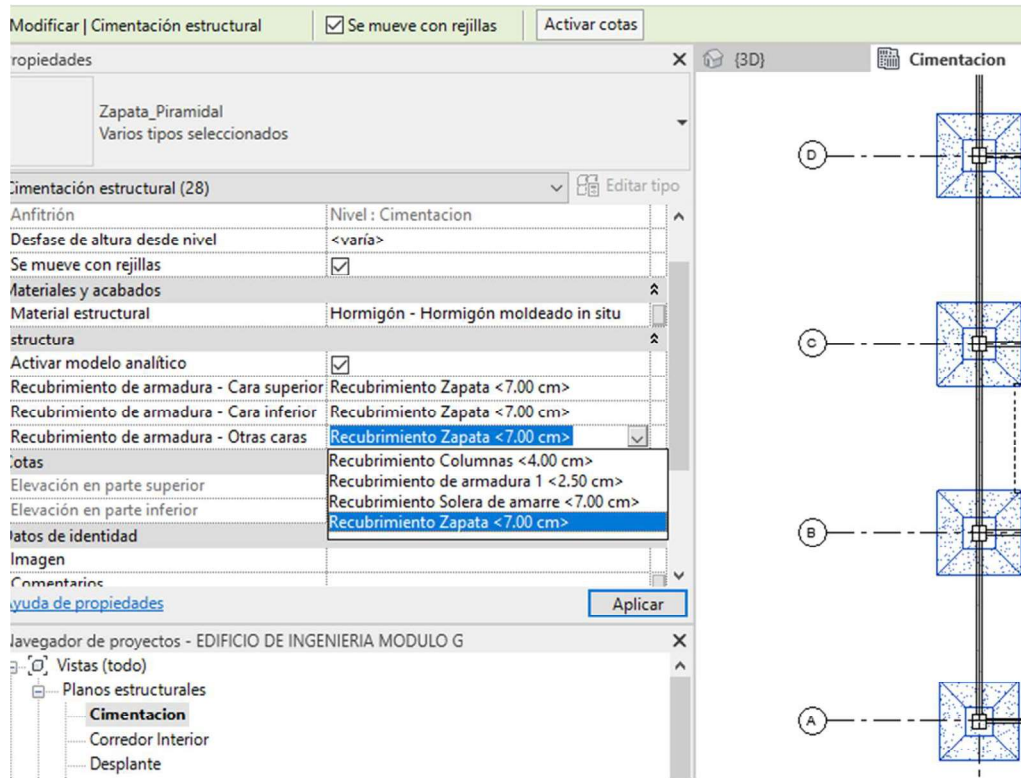 Modificar | Cimentación estructural Se mueve con rejillas Activar cotas
ropiedades
{3D} Cimentacion
Zapata_Piramidal
Varios tipos seleccionados
Cimentación estructural (28) Editar tipo
Anfitrión Nivel : Cimentacion
Desfase de altura desde nivel <varía>
Se mueve con rejillas
Materiales y acabados
Material estructural Hormigón - Hormigón moldeado in situ
structura
Activar modelo analítico
Recubrimiento de armadura - Cara superior Recubrimiento Zapata <7.00 cm>
Recubrimiento de armadura - Cara inferior Recubrimiento Zapata <7.00 cm>
Recubrimiento de armadura - Otras caras Recubrimiento Zapata <7.00 cm>
Cotas
Recubrimiento Columnas <4.00 cm>
Elevación en parte superior
Recubrimiento de armadura 1 <2.50 cm>
Elevación en parte inferior
Recubrimiento Solera de amarre <7.00 cm>
Recubrimiento Zapata <7.00 cm>
Datos de identidad
Imagen
Comentarios
Ayuda de propiedades Aplicar
Navegador de proyectos - EDIFICIO DE INGENIERIA MODULO G
Vistas (todo)
Planos estructurales
Cimentacion
Corredor Interior
Desplante
D
C
B
A